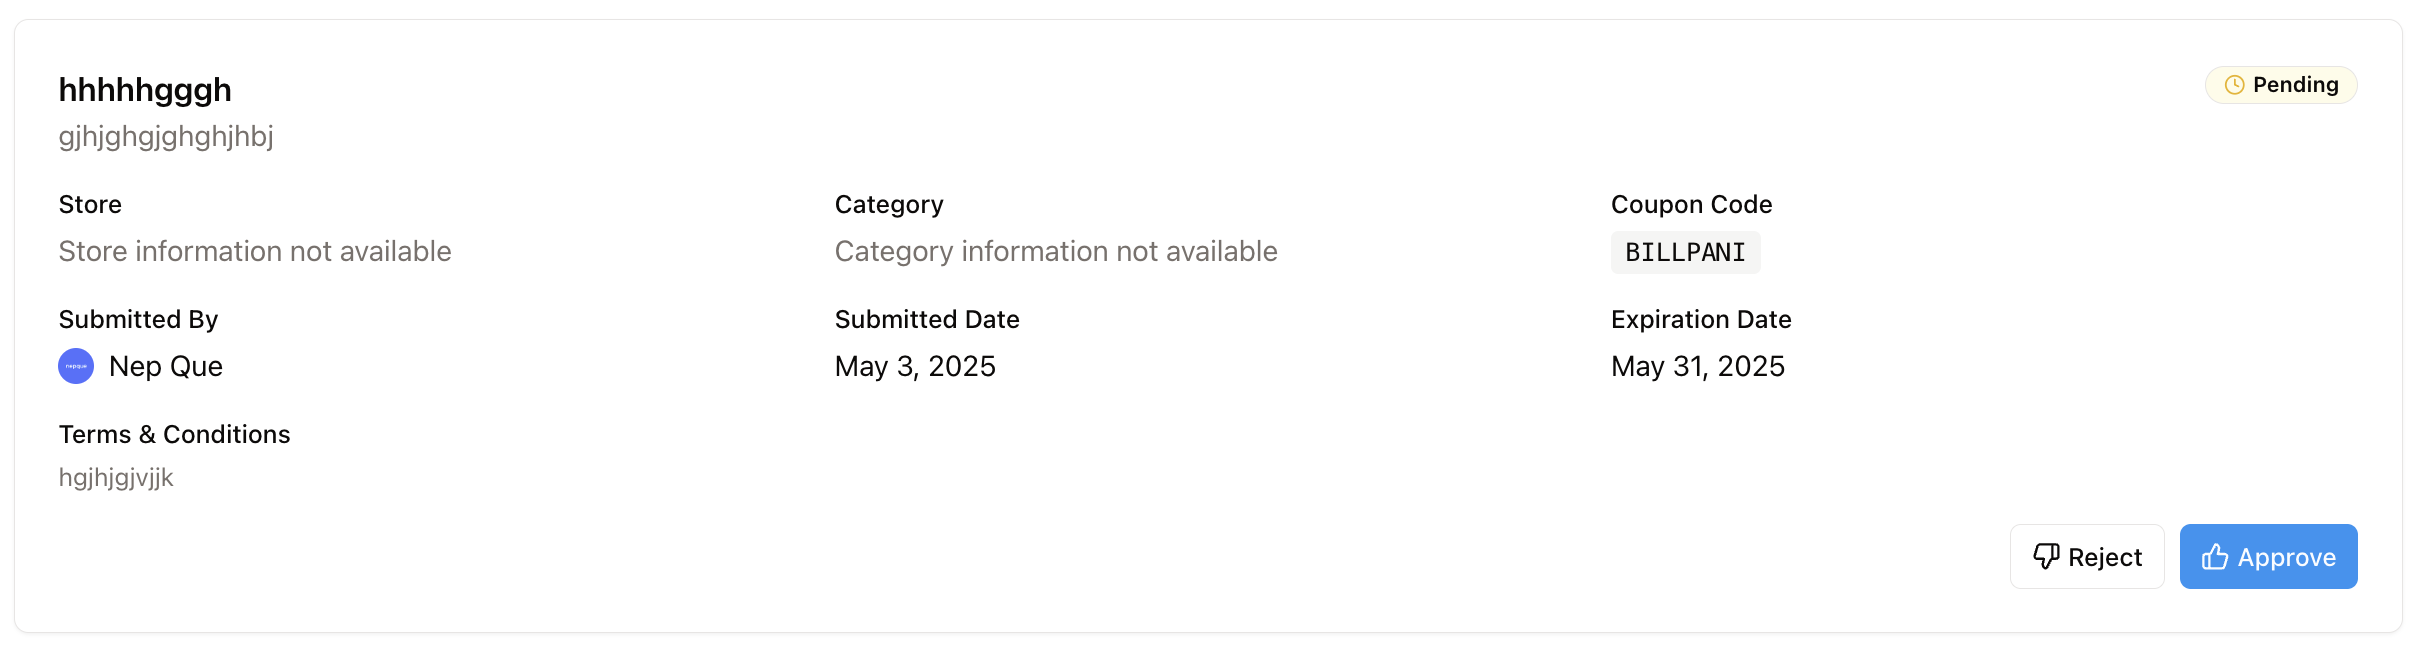 hhhhhgggh
Pending
gjhjghgjghghjhbj
Store
Category
Coupon Code
Store information not available
Category information not available
BILLPANI
Submitted By
Submitted Date
Expiration Date
nepque
Nep Que
May 3, 2025
May 31, 2025
Terms & Conditions
hgjhjgjvjjk
Reject
Approve